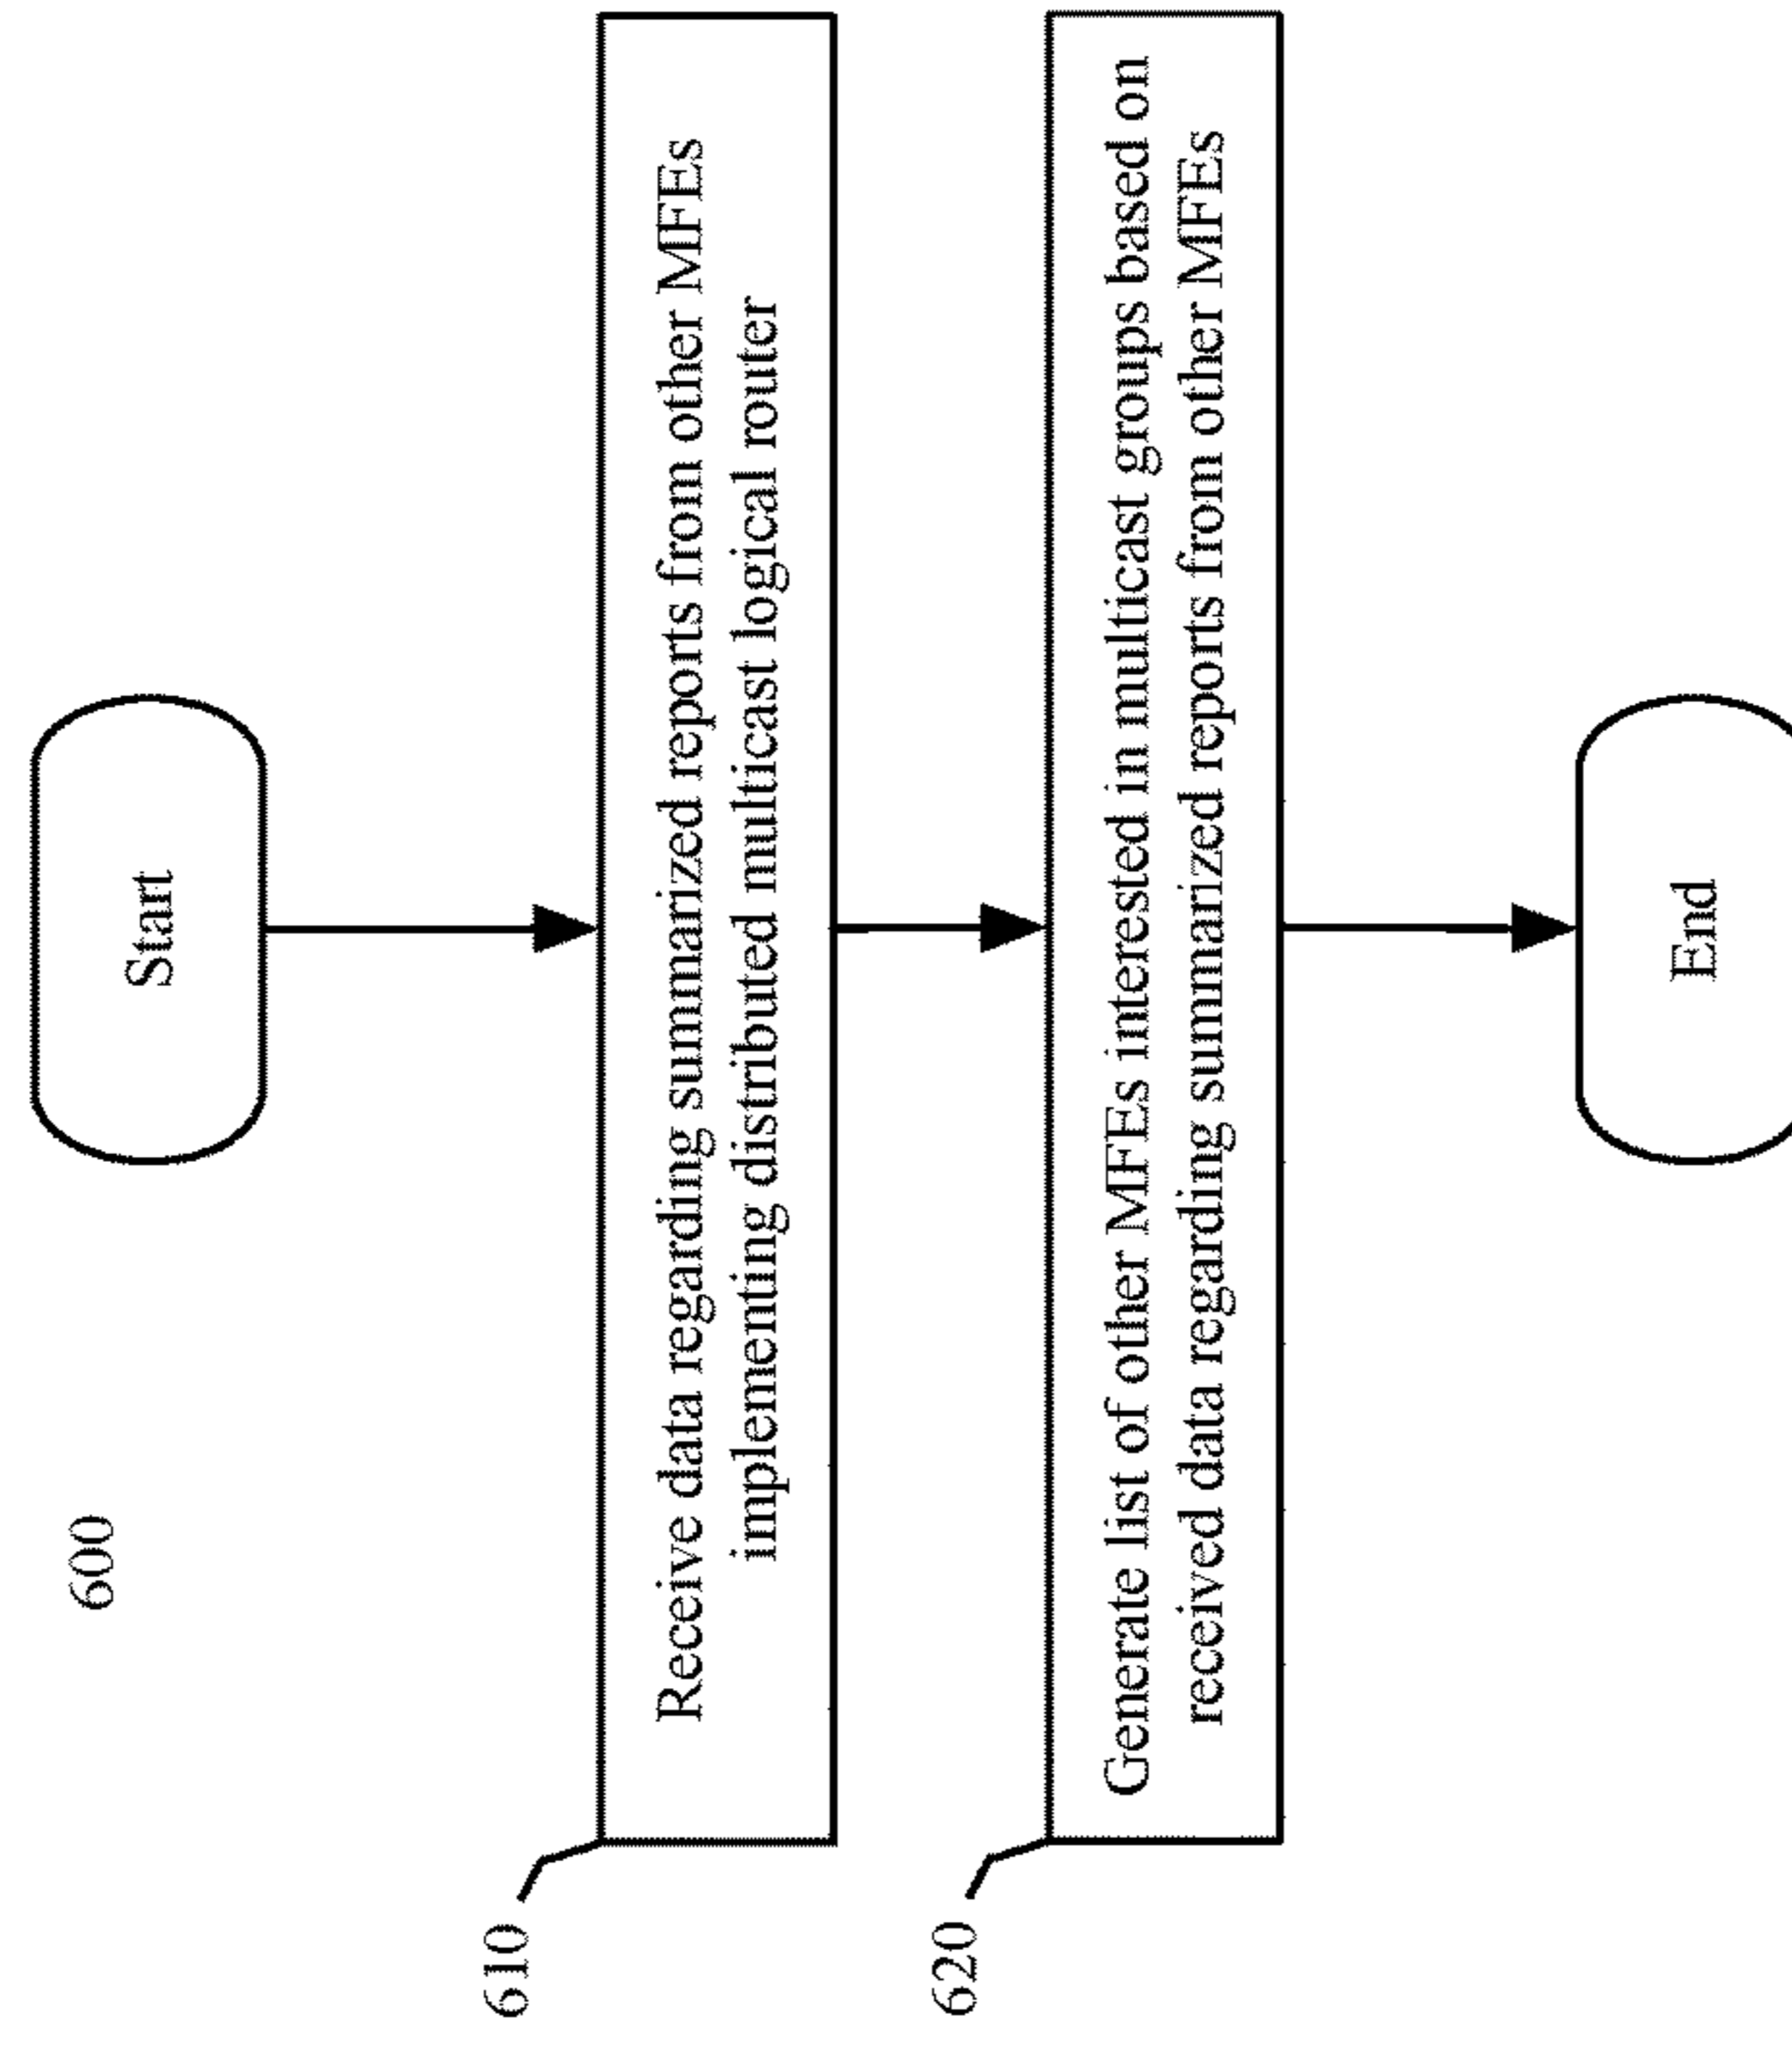 600
Start
610
Receive data regarding summarized reports from other MFEs
implementing distributed multicast logical router
620
Generate list of other MFEs interested in multicast groups based on
received data regarding summarized reports from other MFEs
End